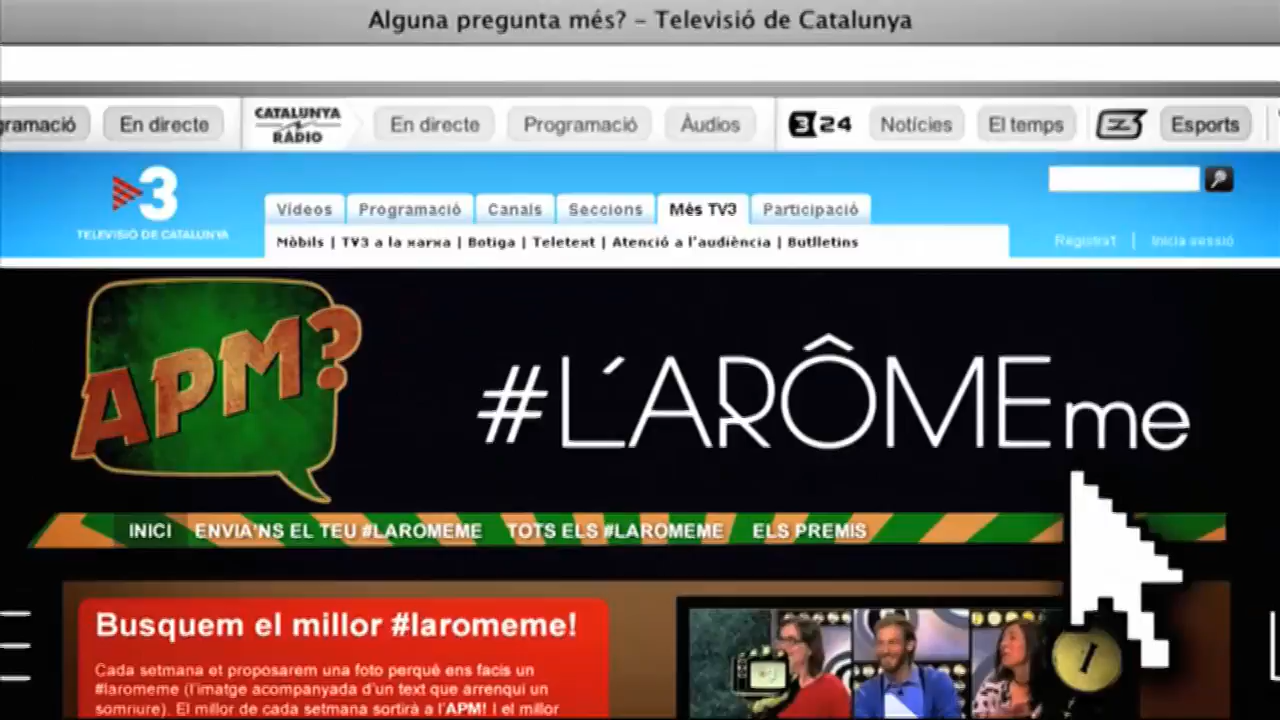 Alguna pregunta més? – Televisió de Catalunya
gramació En directe CATALUNYA RÀDIO En directe Programació Àudios 3 24 Notícies El temps 3 Esports
3
TELEVISIÓ DE CATALUNYA
Vídeos Programació Canals Seccions Més TV3 Participació
Mòbils | TV3 a la xarxa | Botiga | Teletext | Atenció a l'audiència | Butlletins
Registra't | Inicia sessió
APM?
#L´ARÔMEme
INICI ENVIA'NS EL TEU #LAROMEME TOTS ELS #LAROMEME ELS PREMIS
Busquem el millor #laromeme!
Cada setmana et proposarem una foto perquè ens facis un
#laromeme (l'imatge acompanyada d'un text que arrenqui un
somriure). El millor de cada setmana sortirà a l'APM! I el millor